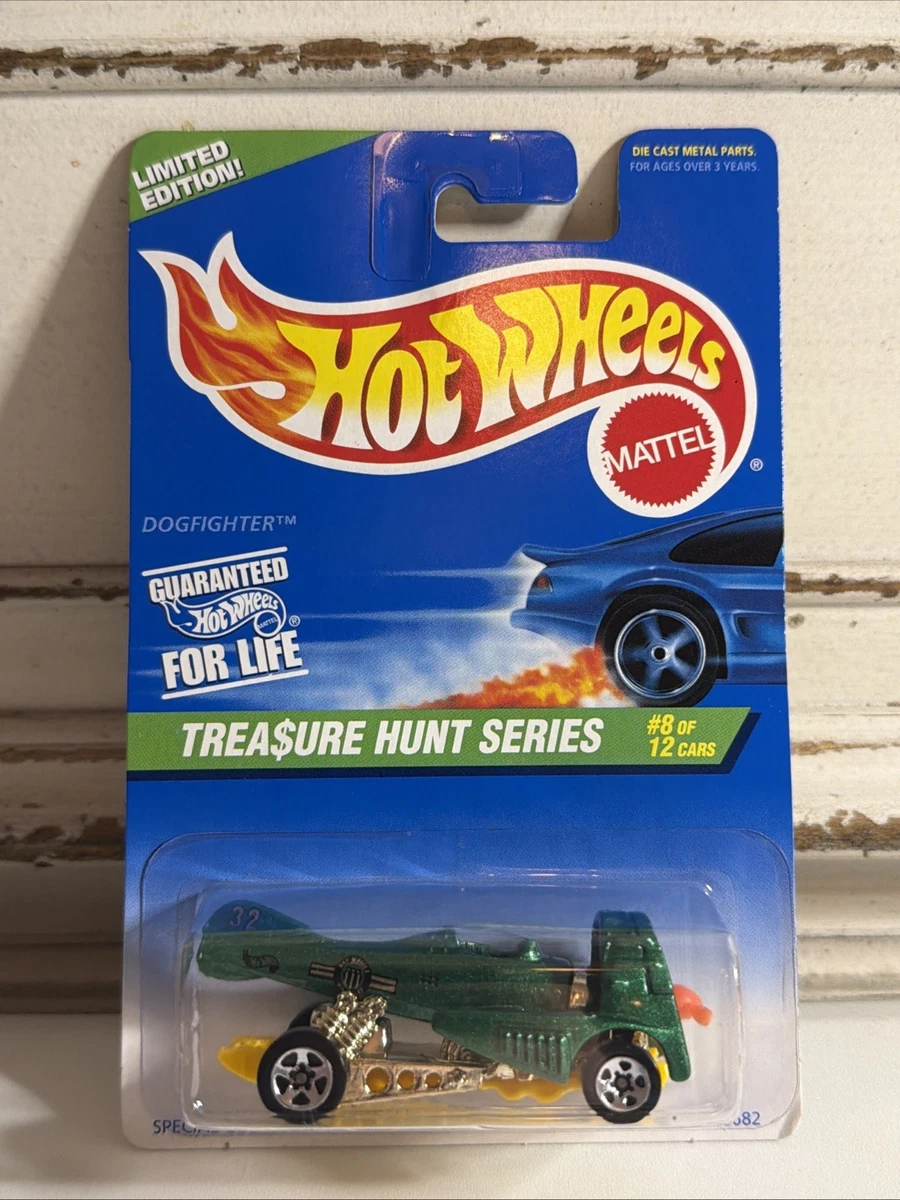 LIMITED
EDITION!
DIE CAST METAL PARTS.
FOR AGES OVER 3 YEARS.
HOT WHEELS
MATTEL
®
DOGFIGHTER™
GUARANTEED
HOT WHEELS
MATTEL
®
FOR LIFE
TREA$URE HUNT SERIES
#8 OF
12 CARS
32